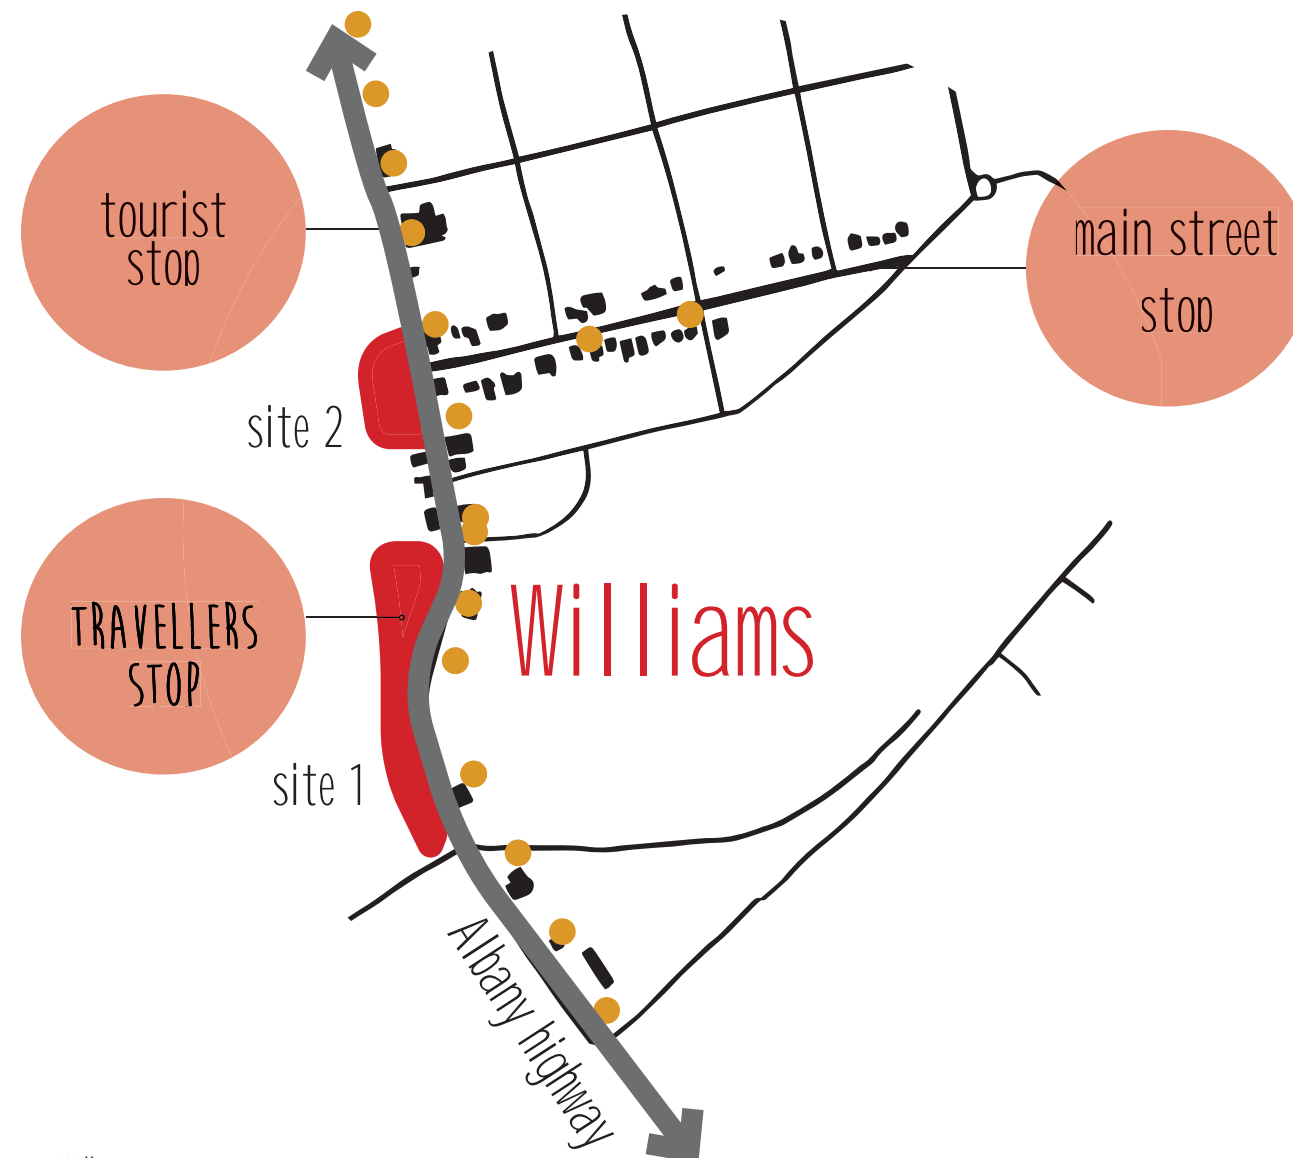 tourist
stop
main street
stop
site 2
TRAVELLERS
STOP
Williams
site 1
Albany highway